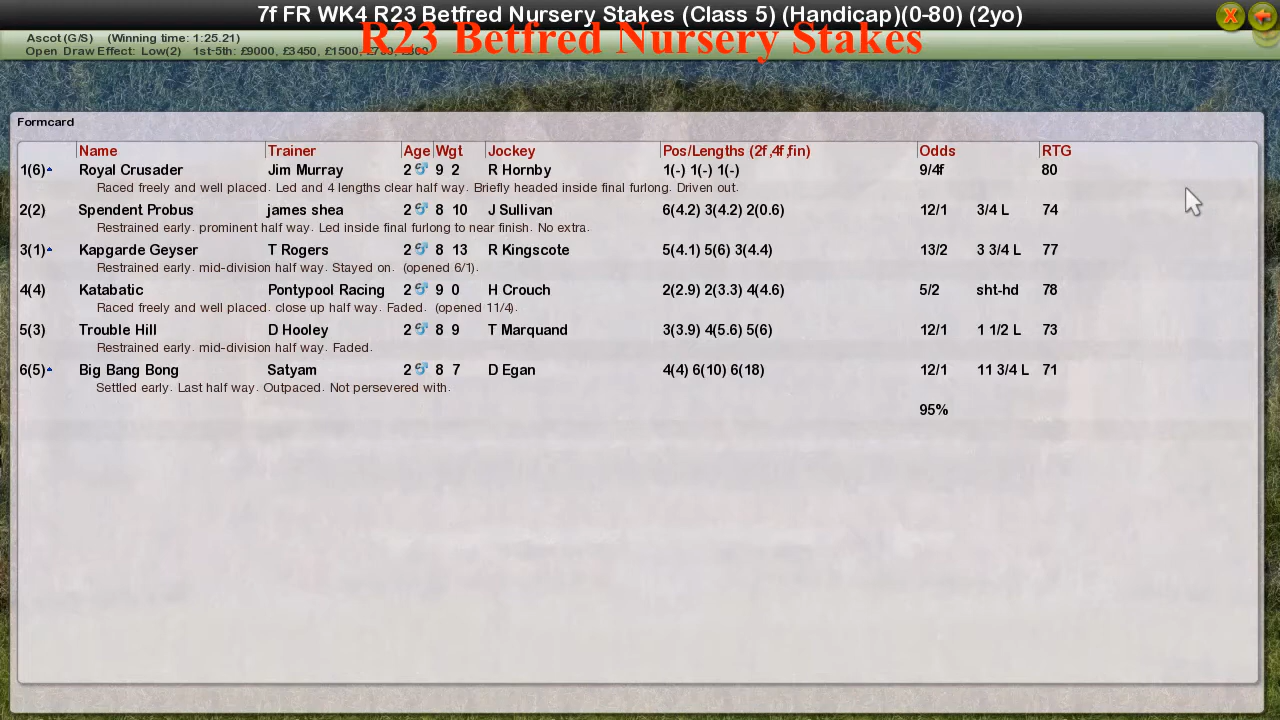 7f FR WK4 R23 Betfred Nursery Stakes (Class 5) (Handicap)(0-80) (2yo)
R23 Betfred Nursery Stakes
Ascot(G/S) (Winning time: 1:25.21)
Open Draw Effect: Low(2) 1st-5th: £9000, £3450, £1500,
Formcard
Name Trainer Age Wgt Jockey Pos/Lengths (2f,4f,fin) Odds RTG
1(6) Royal Crusader Jim Murray 2 9 2 R Hornby 1(-) 1(-) 1(-) 9/4f 80
Raced freely and well placed. Led and 4 lengths clear half way. Briefly headed inside final furlong. Driven out.
2(2) Spendent Probus james shea 2 8 10 J Sullivan 6(4.2) 3(4.2) 2(0.6) 12/1 3/4 L 74
Restrained early. prominent half way. Led inside final furlong to near finish. No extra.
3(1) Kapgarde Geyser T Rogers 2 8 13 R Kingscote 5(4.1) 5(6) 3(4.4) 13/2 3 3/4 L 77
Restrained early. mid-division half way. Stayed on. (opened 6/1).
4(4) Katabatic Pontypool Racing 2 9 0 H Crouch 2(2.9) 2(3.3) 4(4.6) 5/2 sht-hd 78
Raced freely and well placed. close up half way. Faded. (opened 11/4).
5(3) Trouble Hill D Hooley 2 8 9 T Marquand 3(3.9) 4(5.6) 5(6) 12/1 1 1/2 L 73
Restrained early. mid-division half way. Faded.
6(5) Big Bang Bong Satyam 2 8 7 D Egan 4(4) 6(10) 6(18) 12/1 11 3/4 L 71
Settled early. Last half way. Outpaced. Not persevered with.
95%